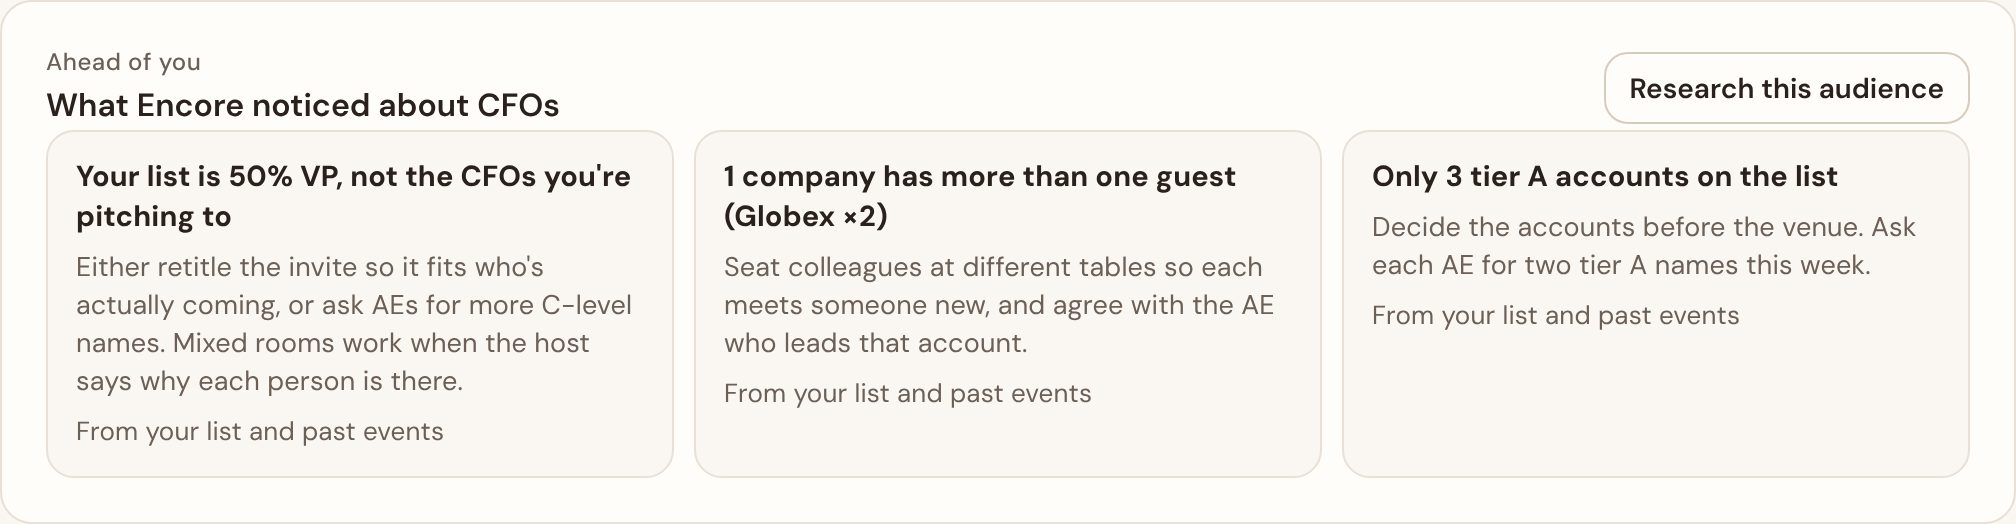 Ahead of you
What Encore noticed about CFOs
Research this audience
Your list is 50% VP, not the CFOs you're
pitching to
Either retitle the invite so it fits who's
actually coming, or ask AEs for more C-level
names. Mixed rooms work when the host
says why each person is there.
From your list and past events
1 company has more than one guest
(Globex ×2)
Seat colleagues at different tables so each
meets someone new, and agree with the AE
who leads that account.
From your list and past events
Only 3 tier A accounts on the list
Decide the accounts before the venue. Ask
each AE for two tier A names this week.
From your list and past events